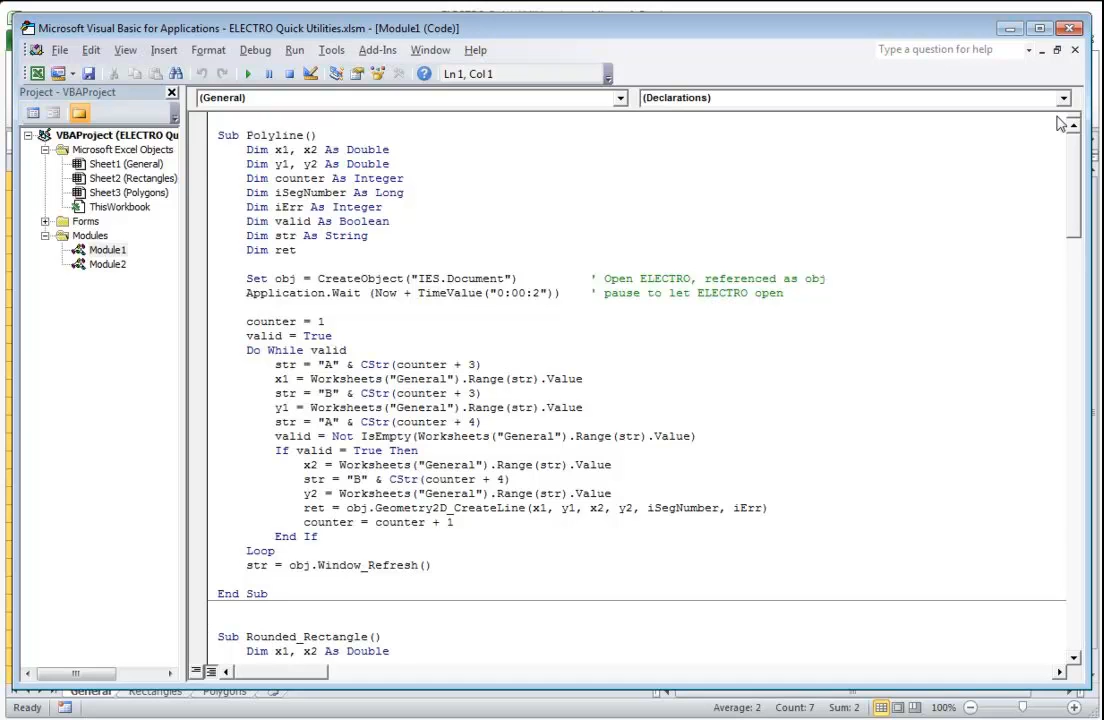 Microsoft Visual Basic for Applications - ELECTRO Quick Utilities.xlsm - [Module1 (Code)]
File Edit View Insert Format Debug Run Tools Add-Ins Window Help
Type a question for help
Ln 1, Col 1
Project - VBAProject
(General)
(Declarations)
VBAProject (ELECTRO Qu
Microsoft Excel Objects
Sheet1 (General)
Sheet2 (Rectangles)
Sheet3 (Polygons)
ThisWorkbook
Forms
Modules
Module1
Module2
Sub Polyline()
Dim x1, x2 As Double
Dim y1, y2 As Double
Dim counter As Integer
Dim iSegNumber As Long
Dim iErr As Integer
Dim valid As Boolean
Dim str As String
Dim ret
Set obj = CreateObject("IES.Document") ' Open ELECTRO, referenced as obj
Application.Wait (Now + TimeValue("0:00:2")) ' pause to let ELECTRO open
counter = 1
valid = True
Do While valid
str = "A" & CStr(counter + 3)
x1 = Worksheets("General").Range(str).Value
str = "B" & CStr(counter + 3)
y1 = Worksheets("General").Range(str).Value
str = "A" & CStr(counter + 4)
valid = Not IsEmpty(Worksheets("General").Range(str).Value)
If valid = True Then
x2 = Worksheets("General").Range(str).Value
str = "B" & CStr(counter + 4)
y2 = Worksheets("General").Range(str).Value
ret = obj.Geometry2D_CreateLine(x1, y1, x2, y2, iSegNumber, iErr)
counter = counter + 1
End If
Loop
str = obj.Window_Refresh()
End Sub
Sub Rounded_Rectangle()
Dim x1, x2 As Double
General Rectangles Polygons
Ready
Average: 2 Count: 7 Sum: 2
100%